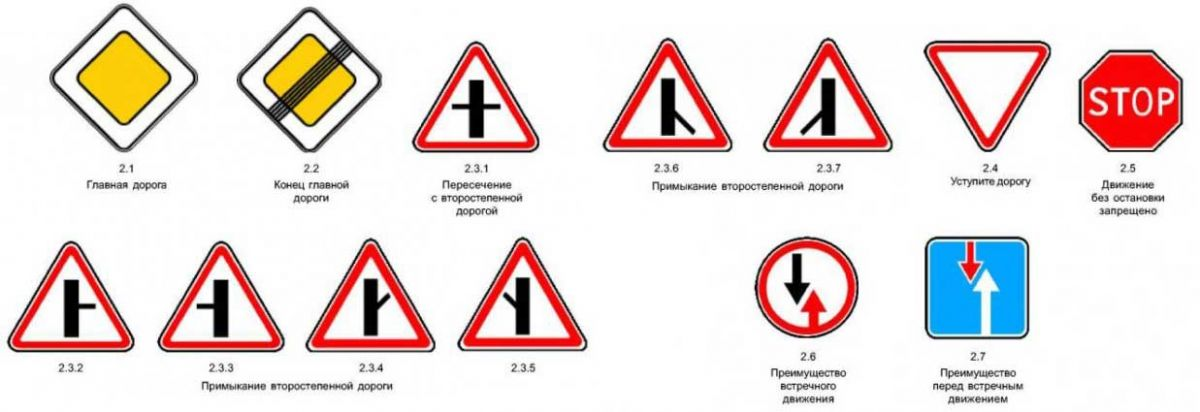 2.1
Главная дорога
2.2
Конец главной
дороги
2.3.1
Пересечение
с второстепенной
дорогой
2.3.6
2.3.7
Примыкание второстепенной дороги
2.4
Уступите дорогу
STOP
2.5
Движение
без остановки
запрещено
2.3.2
2.3.3
2.3.4
2.3.5
Примыкание второстепенной дороги
2.6
Преимущество
встречного
движения
2.7
Преимущество
перед встречным
движением